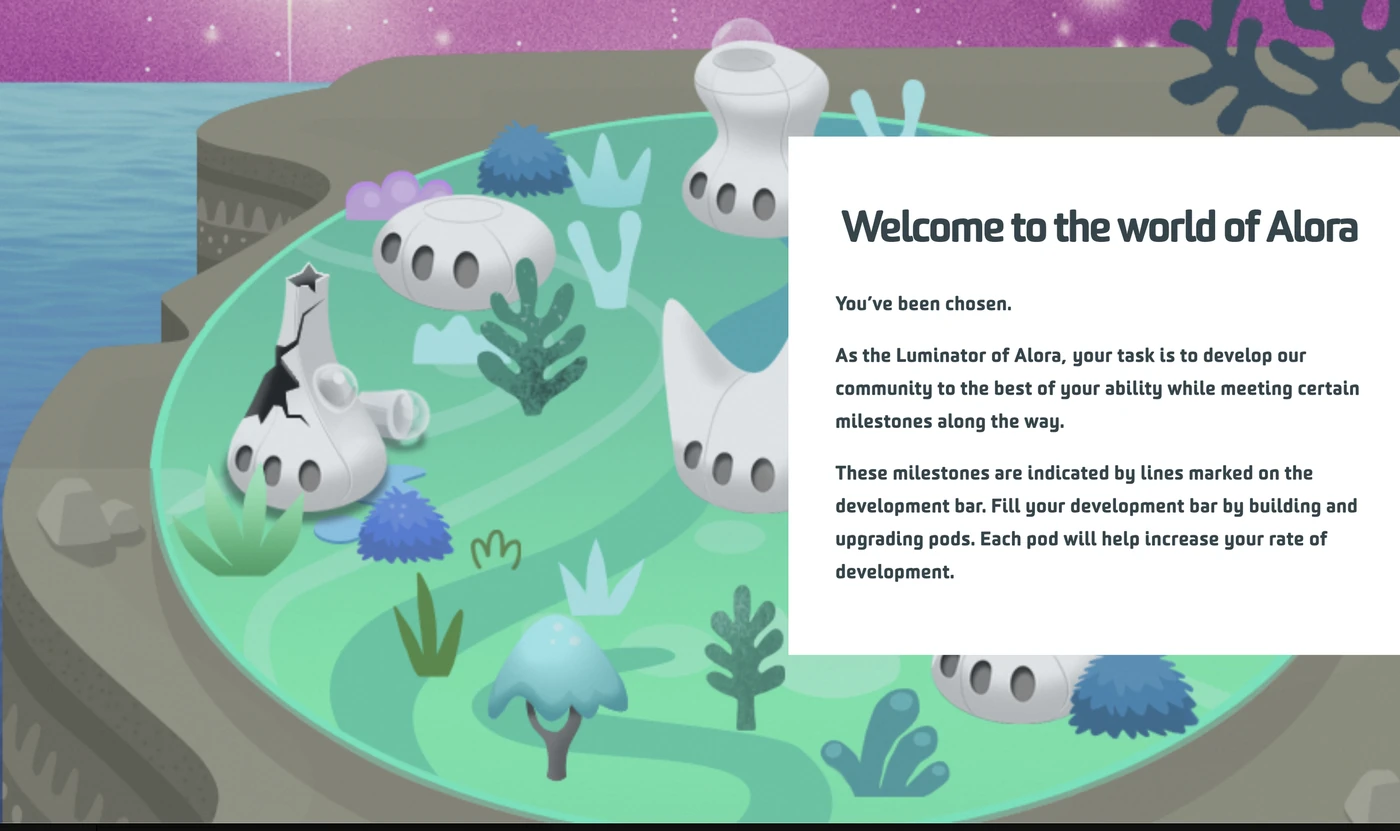 Welcome to the world of Alora
You’ve been chosen.
As the Luminator of Alora, your task is to develop our
community to the best of your ability while meeting certain
milestones along the way.
These milestones are indicated by lines marked on the
development bar. Fill your development bar by building and
upgrading pods. Each pod will help increase your rate of
development.